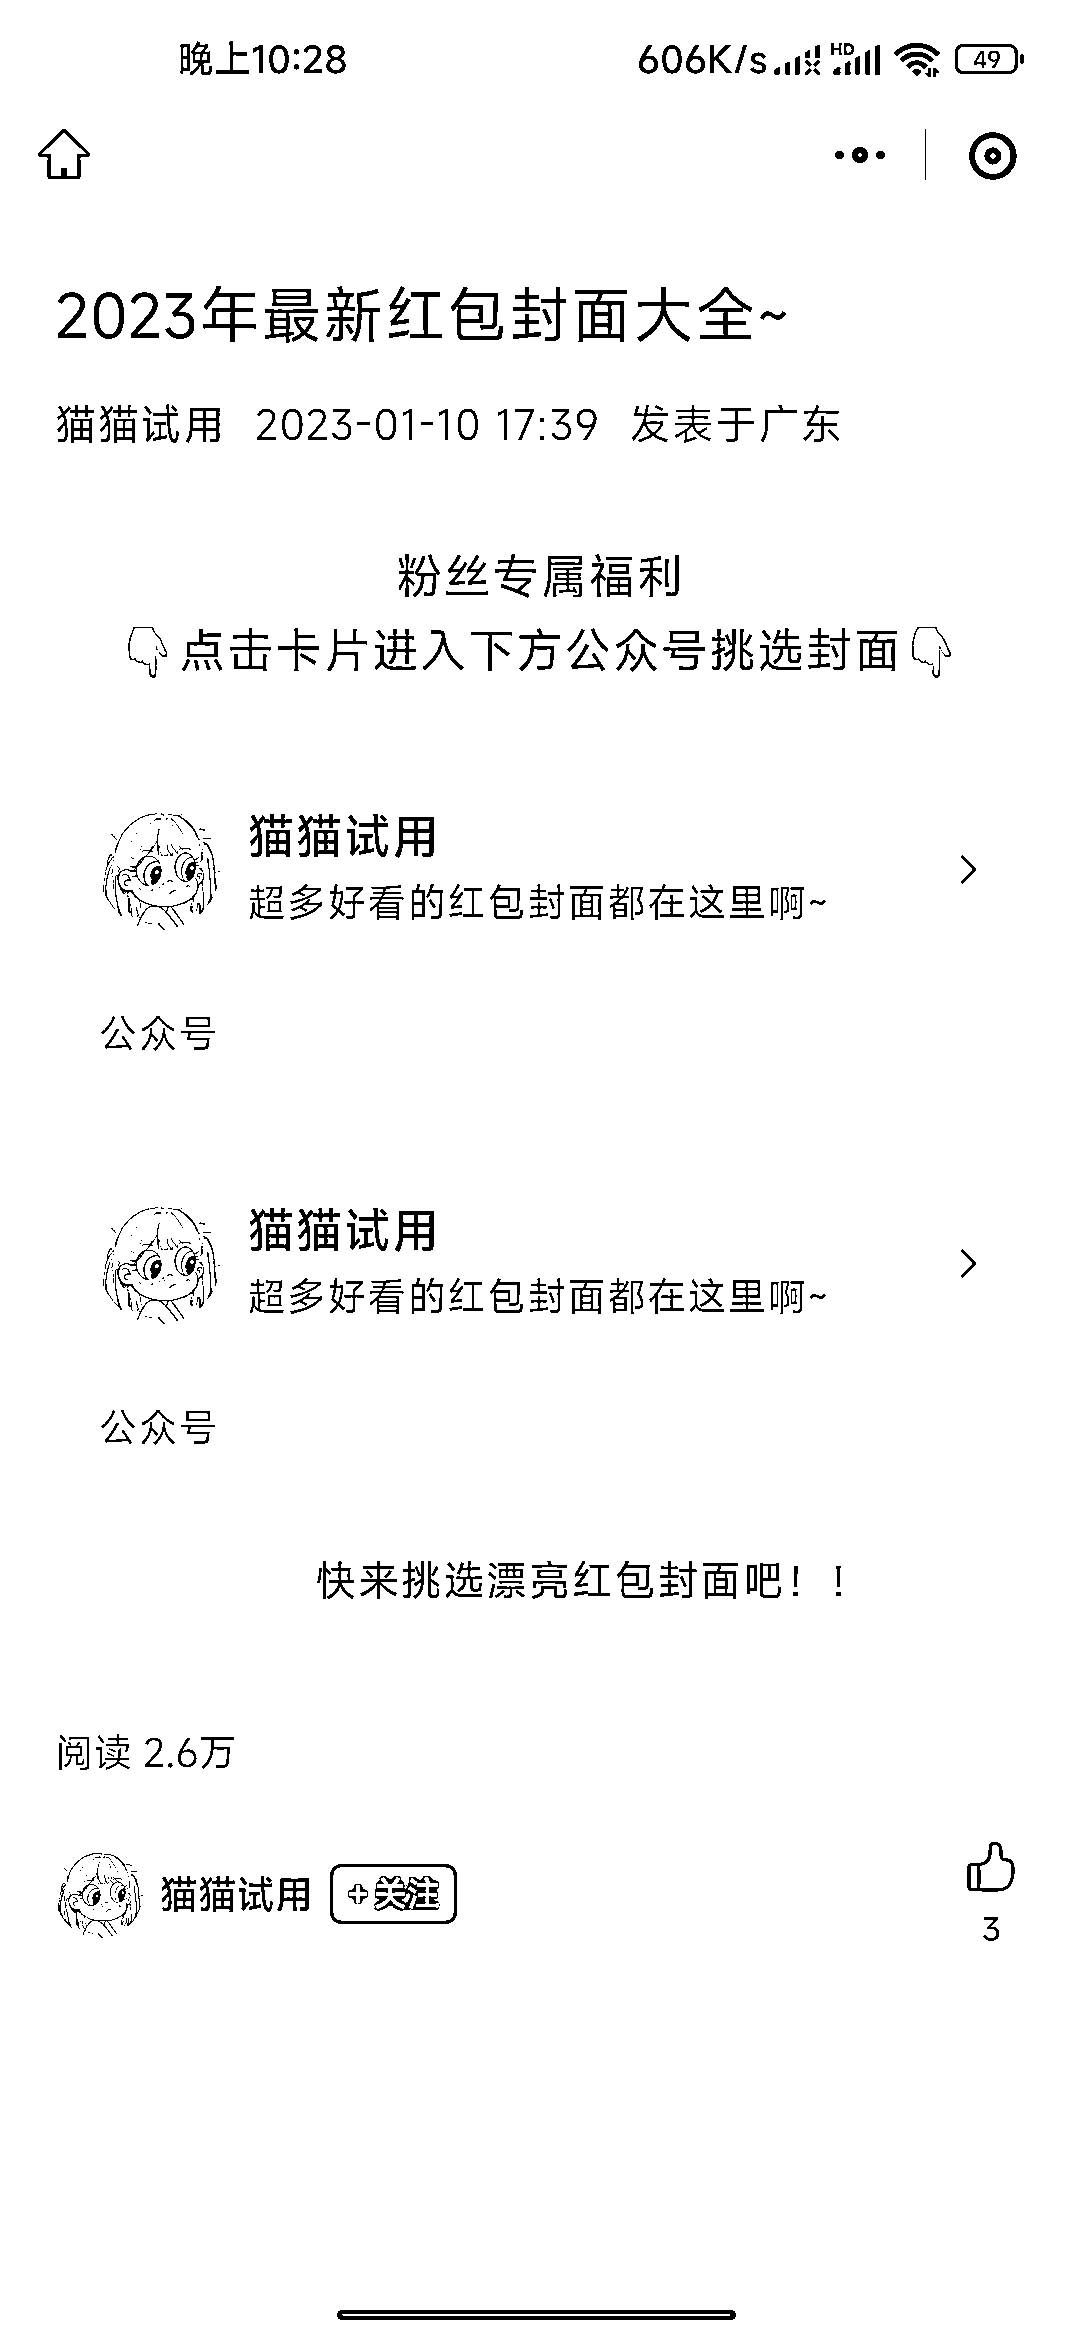 晚上10:28 606K/s HD 49
2023年最新红包封面大全~
猫猫试用 2023-01-10 17:39 发表于广东
粉丝专属福利
👇点击卡片进入下方公众号挑选封面👇
猫猫试用
超多好看的红包封面都在这里啊~
公众号
猫猫试用
超多好看的红包封面都在这里啊~
公众号
快来挑选漂亮红包封面吧！！
阅读 2.6万
猫猫试用 +关注
3